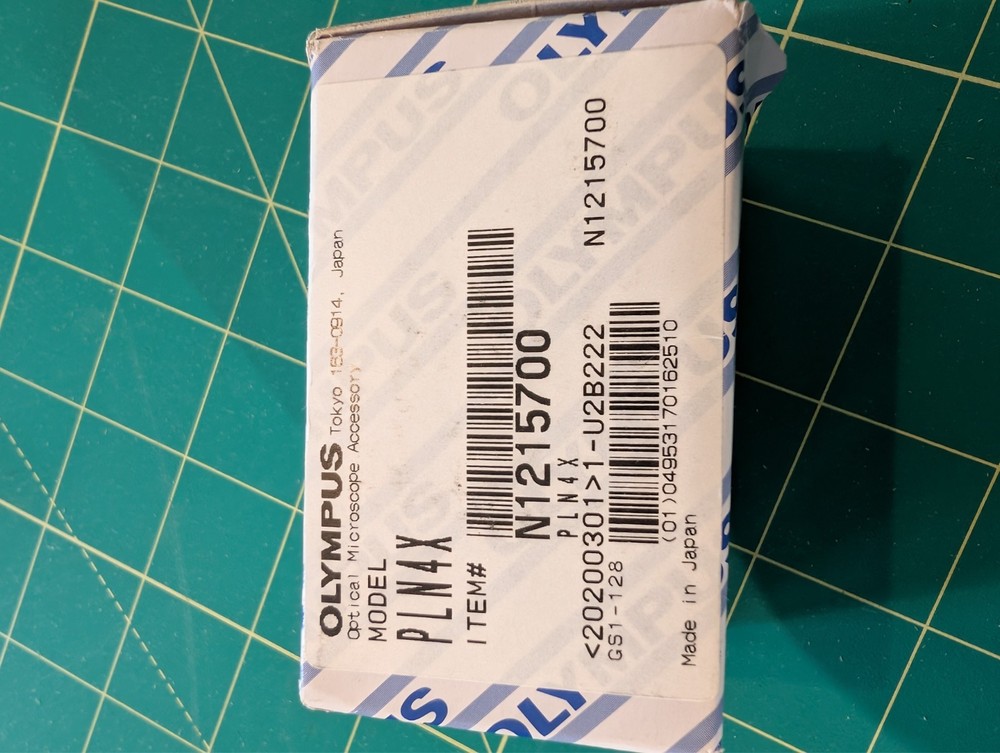 OLYMPUS Tokyo 163-0914, Japan
Optical Microscope Accessory
MODEL
PLN4X
ITEM#
N1215700
PLN4X
<20200301>1-U2B222 N1215700
GS1-128
(01)04953170162510
Made in Japan